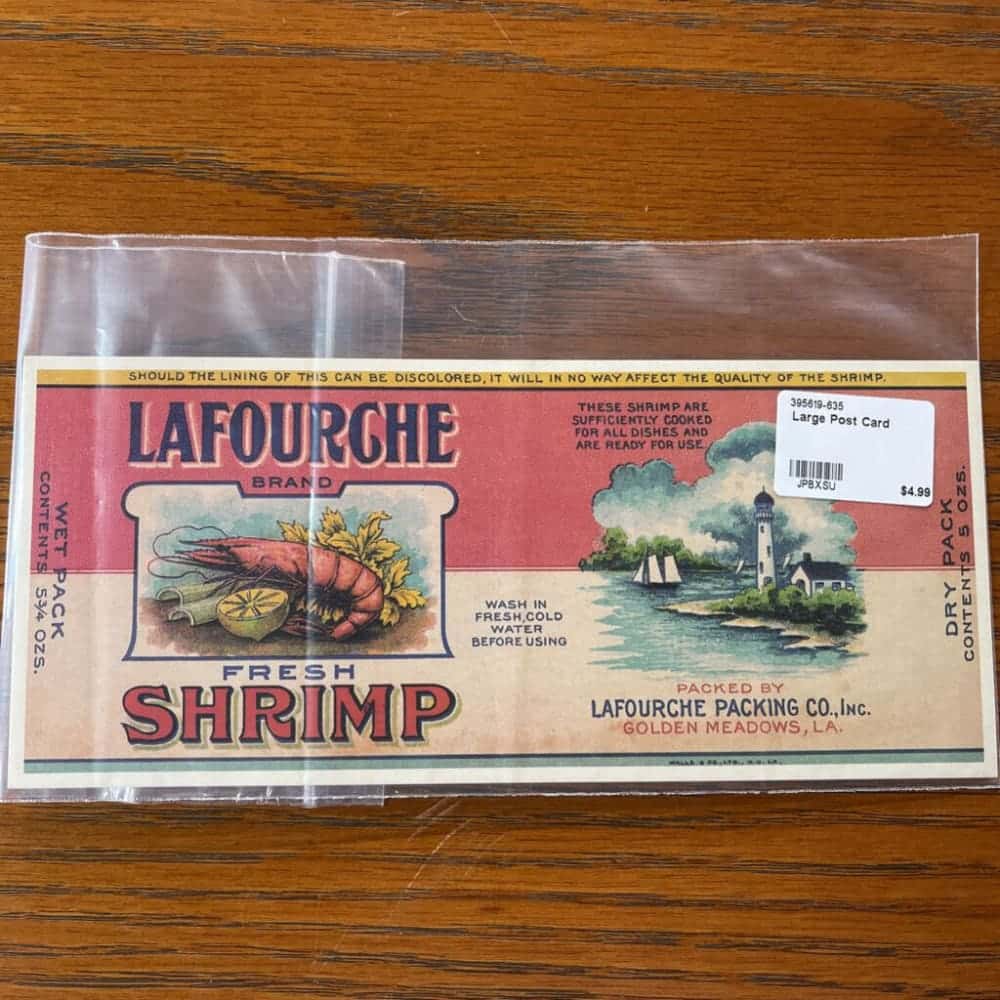 SHOULD THE LINING OF THIS CAN BE DISCOLORED, IT WILL IN NO WAY AFFECT THE QUALITY OF THE SHRIMP.
LAFOURCHE
BRAND
FRESH
SHRIMP
WET PACK
CONTENTS 5¾ OZS.
THESE SHRIMP ARE
SUFFICIENTLY COOKED
FOR ALL DISHES AND
ARE READY FOR USE
WASH IN
FRESH, COLD
WATER
BEFORE USING
PACKED BY
LAFOURCHE PACKING CO., INC.
GOLDEN MEADOWS, LA.
DRY PACK
CONTENTS 5 OZS.
395619-635
Large Post Card
JPBXSU
$4.99